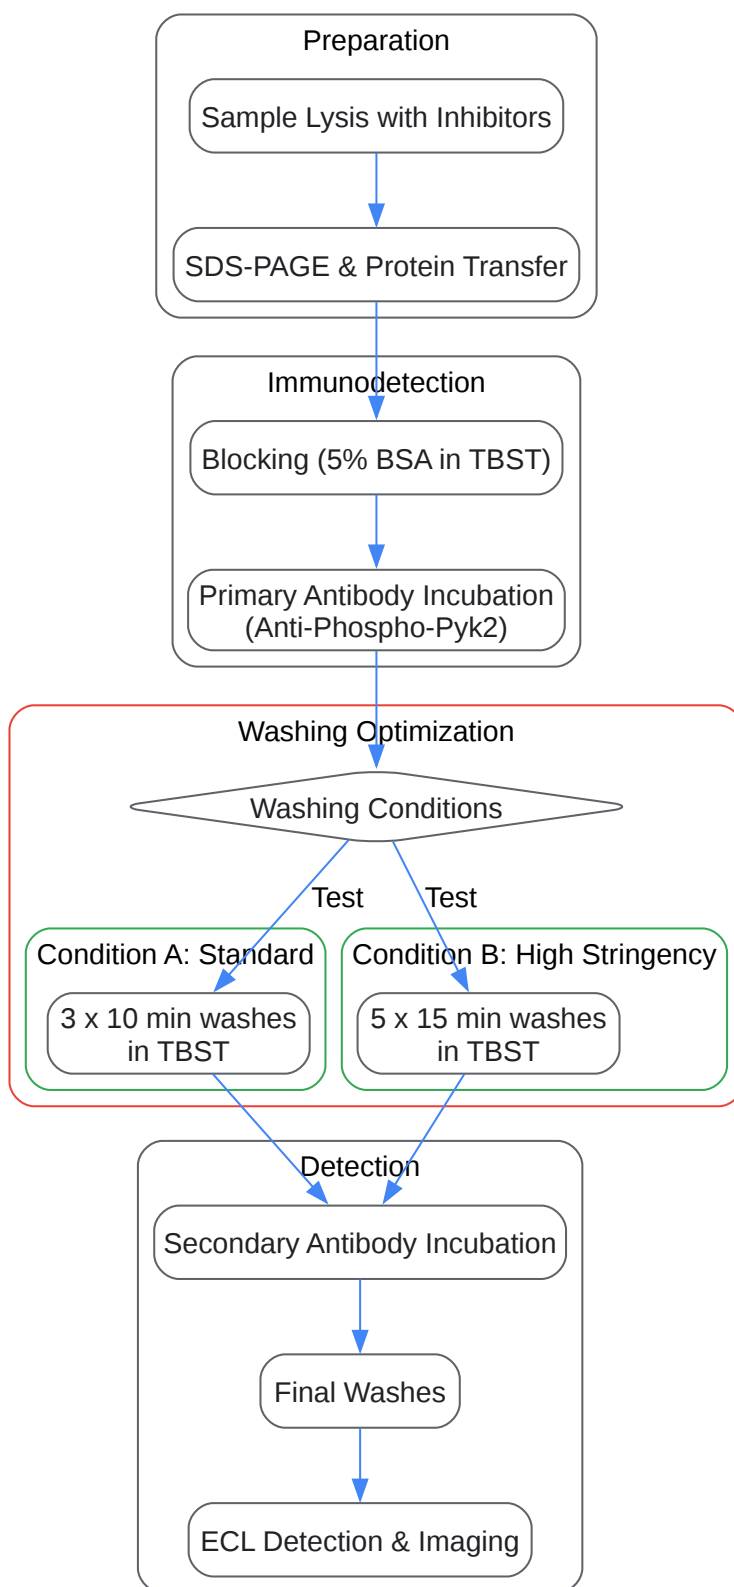 Preparation
Sample Lysis with Inhibitors
SDS-PAGE & Protein Transfer
Immunodetection
Blocking (5% BSA in TBST)
Primary Antibody Incubation
(Anti-Phospho-Pyk2)
Washing Optimization
Washing Conditions
Test
Test
Condition A: Standard
3 x 10 min washes
in TBST
Condition B: High Stringency
5 x 15 min washes
in TBST
Detection
Secondary Antibody Incubation
Final Washes
ECL Detection & Imaging